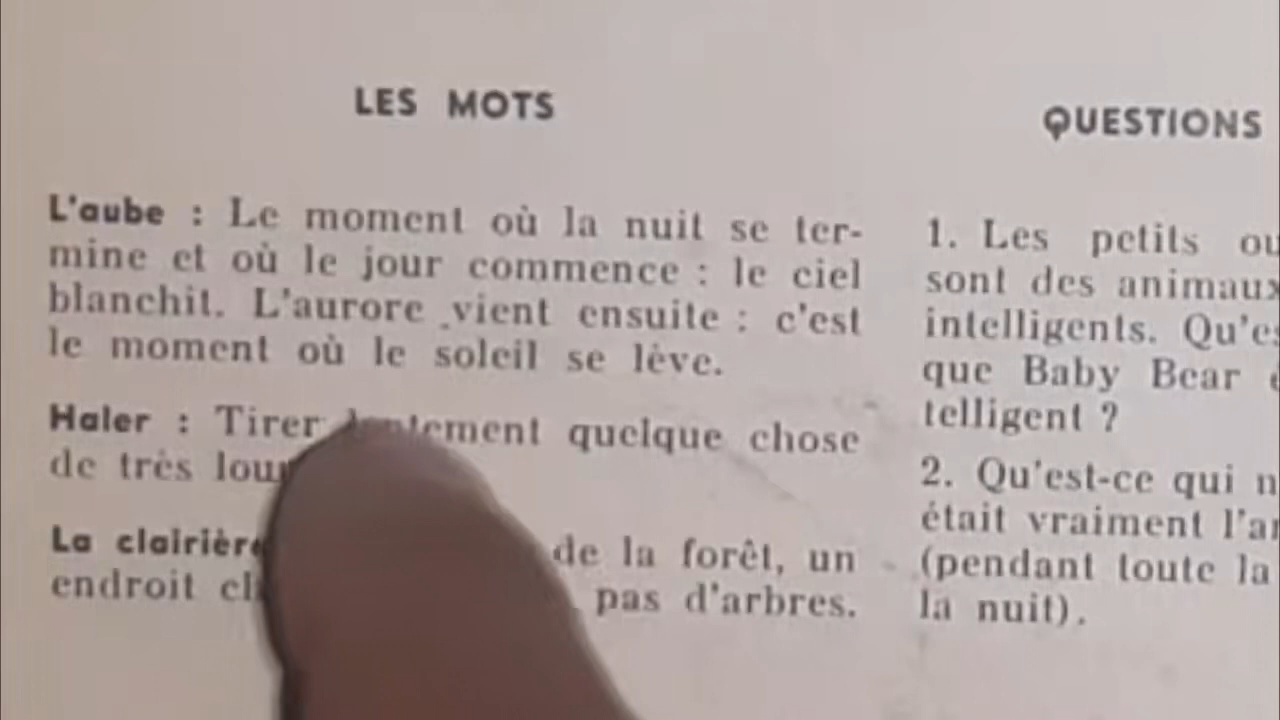 LES MOTS
L'aube : Le moment où la nuit se ter-
mine et où le jour commence : le ciel
blanchit. L'aurore vient ensuite : c'est
le moment où le soleil se lève.
Haler : Tirer lentement quelque chose
de très
La clairière de la forêt, un
endroit pas d'arbres.
QUESTIONS
1. Les petits
sont des animaux
intelligents.
que Baby Bear
telligent ?
2. Qu'est-ce qui
était vraiment
(pendant toute la
la nuit).